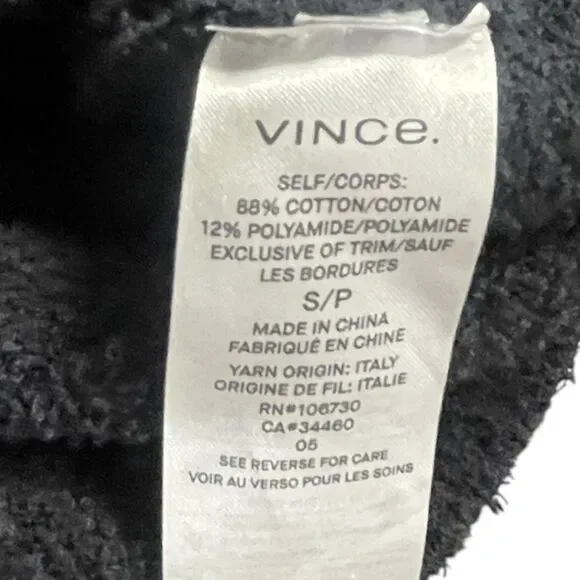 VINCe.
SELF/CORPS:
88% COTTON/COTON
12% POLYAMIDE/POLYAMIDE
EXCLUSIVE OF TRIM/SAUF
LES BORDURES
S/P
MADE IN CHINA
FABRIQUÉ EN CHINE
YARN ORIGIN: ITALY
ORIGINE DE FIL: ITALIE
RN#106730
CA#34460
05
SEE REVERSE FOR CARE
VOIR AU VERSO POUR LES SOINS